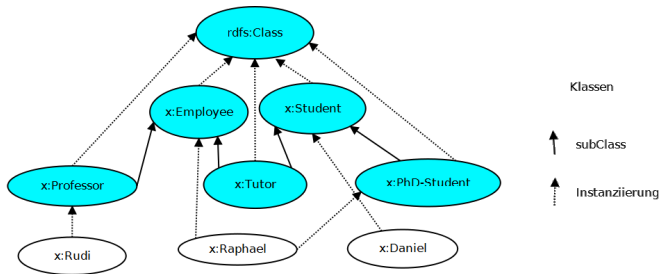 rdfs:Class
x:Employee
x:Student
Klassen
subClass
x:Professor
x:Tutor
x:PhD-Student
Instanziierung
x:Rudi
x:Raphael
x:Daniel